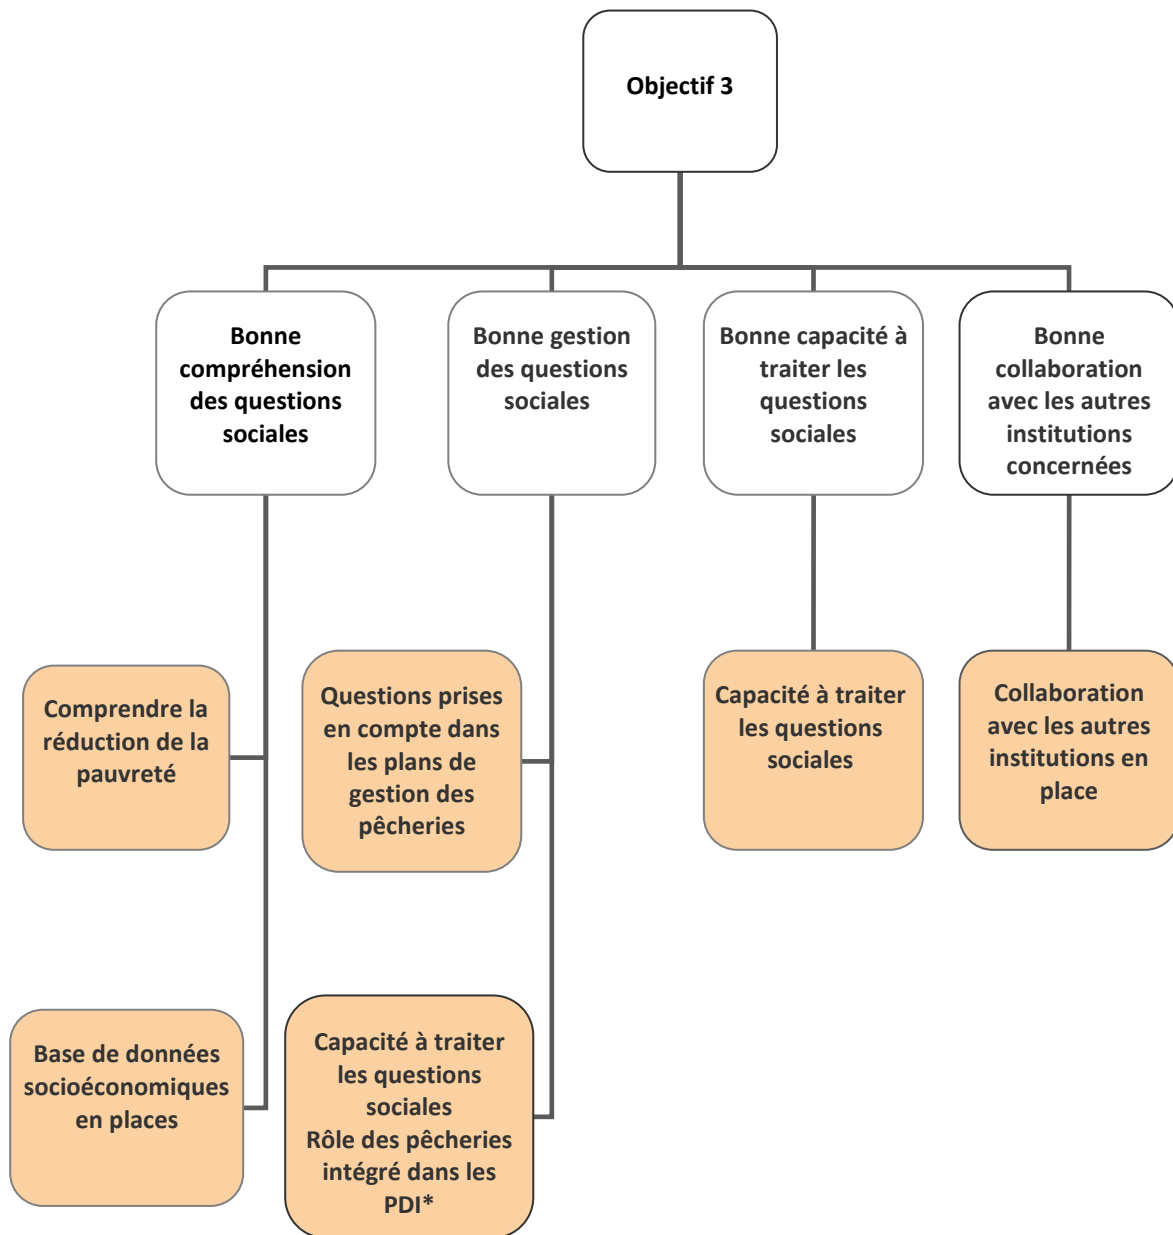 Objectif 3
Bonne
compréhension
des questions
sociales
Bonne gestion
des questions
sociales
Bonne capacité à
traiter les
questions
sociales
Bonne
collaboration
avec les autres
institutions
concernées
Comprendre la
réduction de la
pauvreté
Questions prises
en compte dans
les plans de
gestion des
pêcheries
Capacité à traiter
les questions
sociales
Collaboration
avec les autres
institutions en
place
Base de données
socioéconomiques
en places
Capacité à traiter
les questions
sociales
Rôle des pêcheries
intégré dans les
PDI*